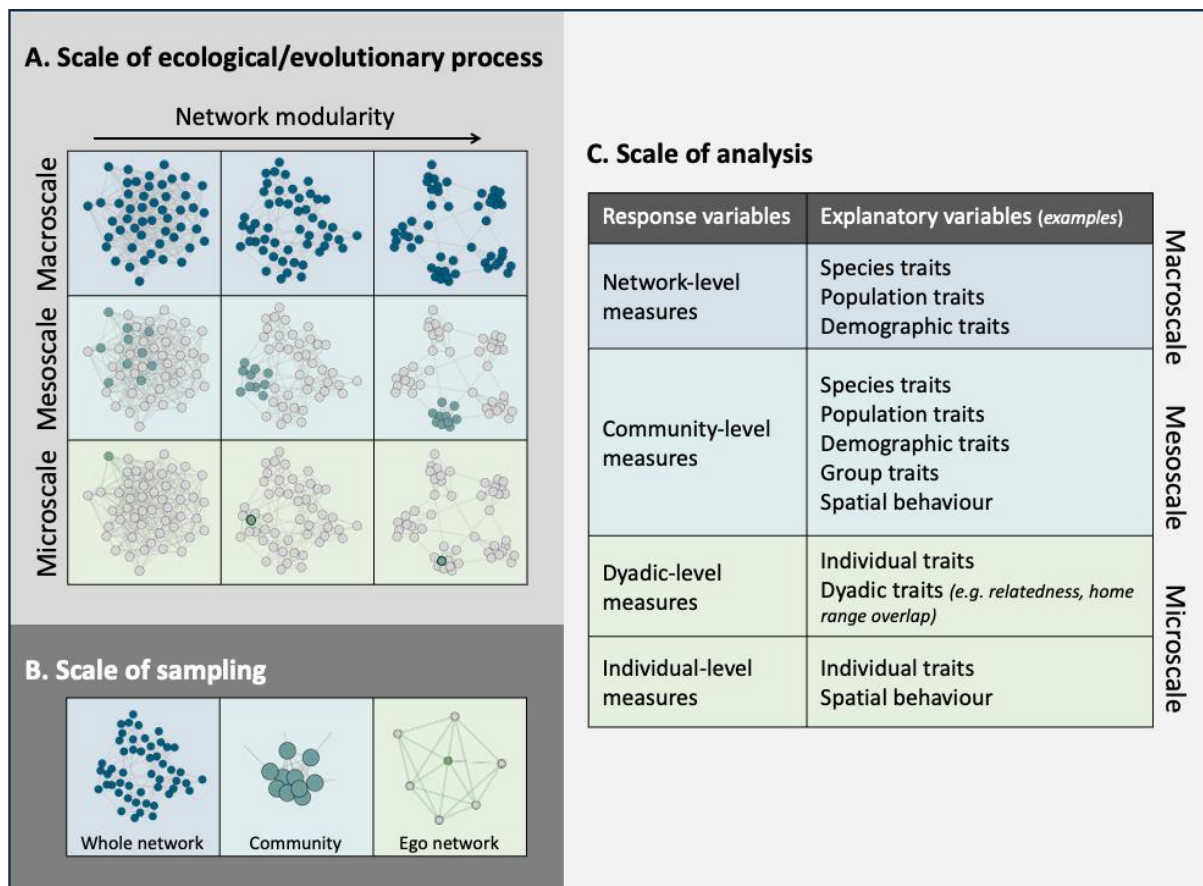 A. Scale of ecological/evolutionary process
Network modularity
Macroscale
Mesoscale
Microscale
B. Scale of sampling
Whole network
Community
Ego network
C. Scale of analysis
Response variables
Explanatory variables (examples)
Network-level
measures
Species traits
Population traits
Demographic traits
Community-level
measures
Species traits
Population traits
Demographic traits
Group traits
Spatial behaviour
Dyadic-level
measures
Individual traits
Dyadic traits (e.g. relatedness, home
range overlap)
Individual-level
measures
Individual traits
Spatial behaviour
Macroscale
Mesoscale
Microscale